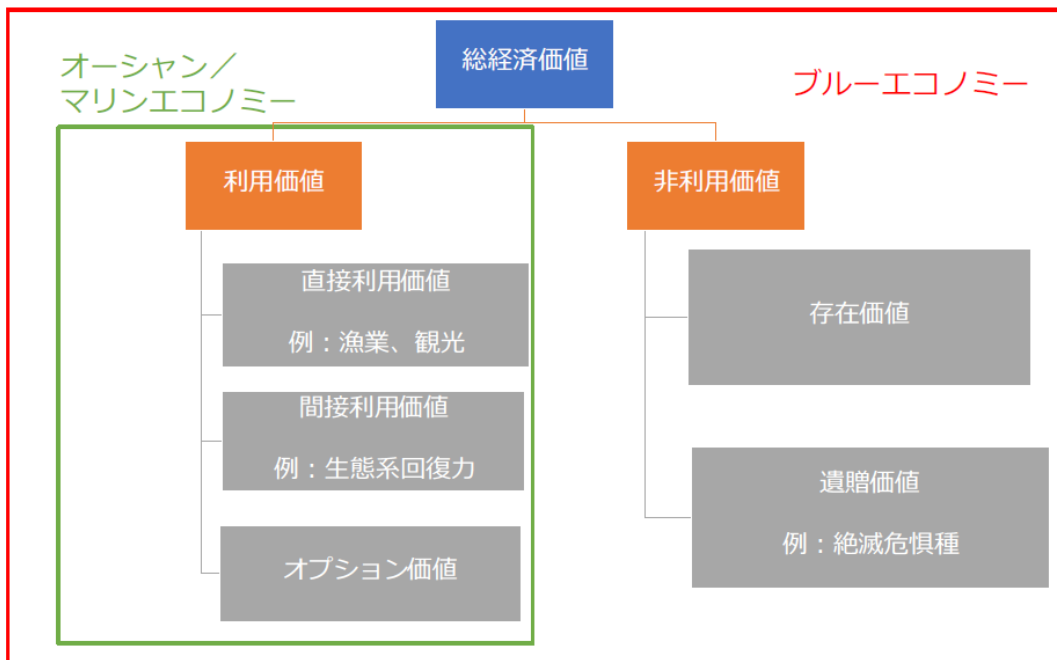 オーシャン／
マリンエコノミー
総経済価値
ブルーエコノミー
利用価値
非利用価値
直接利用価値
例：漁業、観光
間接利用価値
例：生態系回復力
オプション価値
存在価値
遺贈価値
例：絶滅危惧種